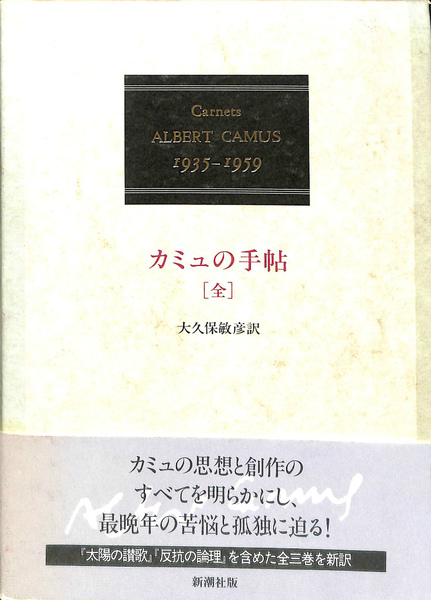 Carnets
ALBERT CAMUS
1935-1959
カミュの手帖
［全］
大久保敏彦訳
カミュの思想と創作の
すべてを明らかにし、
最晩年の苦悩と孤独に迫る!
Albert Camus
『太陽の讃歌』『反抗の論理』を含めた全三巻を新訳
新潮社版